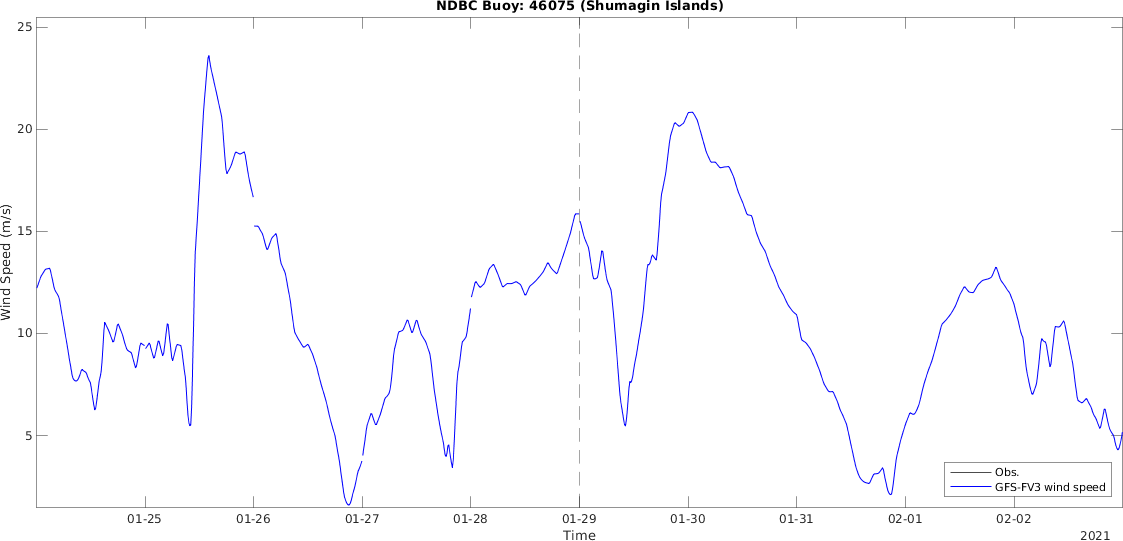 NDBC Buoy: 46075 (Shumagin Islands)
25
20
15
10
5
Wind Speed (m/s)
01-25 01-26 01-27 01-28 01-29 01-30 01-31 02-01 02-02
Time
2021
Obs.
GFS-FV3 wind speed